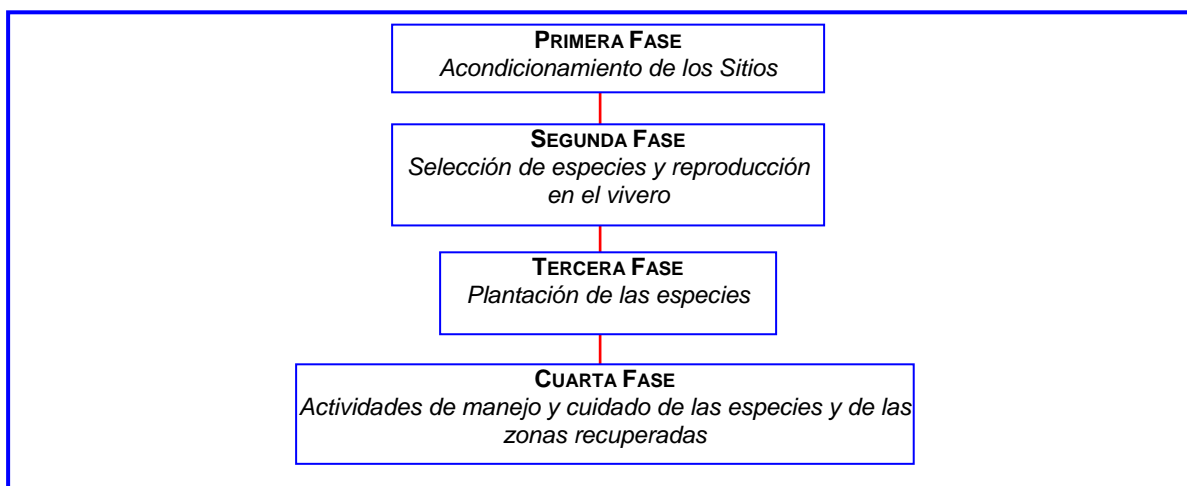 PRIMERA FASE
Acondicionamiento de los Sitios
SEGUNDA FASE
Selección de especies y reproducción
en el vivero
TERCERA FASE
Plantación de las especies
CUARTA FASE
Actividades de manejo y cuidado de las especies y de las
zonas recuperadas